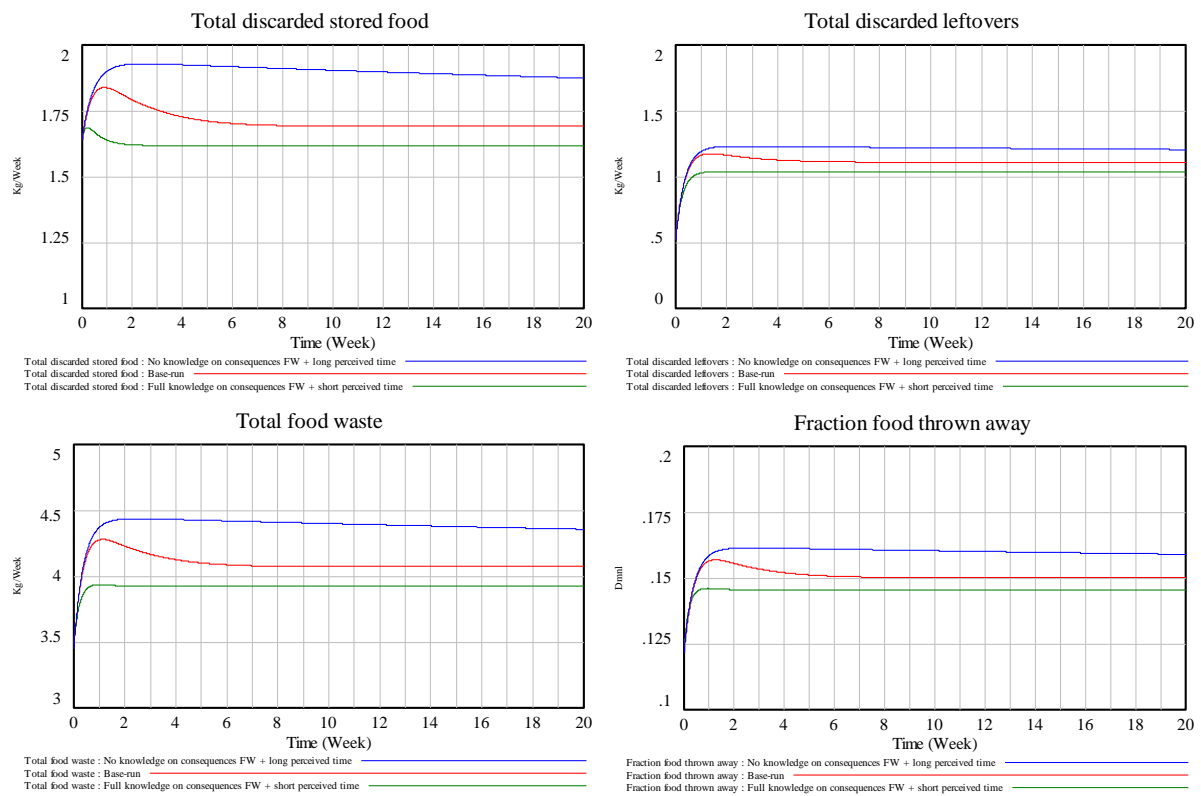 Total discarded stored food
2
1.75
1.5
1.25
1
Kg/Week
0 2 4 6 8 10 12 14 16 18 20
Time (Week)
Total discarded stored food : No knowledge on consequences FW + long perceived time
Total discarded stored food : Base-run
Total discarded stored food : Full knowledge on consequences FW + short perceived time
Total discarded leftovers
2
1.5
1
.5
0
Kg/Week
0 2 4 6 8 10 12 14 16 18 20
Time (Week)
Total discarded leftovers : No knowledge on consequences FW + long perceived time
Total discarded leftovers : Base-run
Total discarded leftovers : Full knowledge on consequences FW + short perceived time
Total food waste
5
4.5
4
3.5
3
Kg/Week
0 2 4 6 8 10 12 14 16 18 20
Time (Week)
Total food waste : No knowledge on consequences FW + long perceived time
Total food waste : Base-run
Total food waste : Full knowledge on consequences FW + short perceived time
Fraction food thrown away
.2
.175
.15
.125
.1
Dmnl
0 2 4 6 8 10 12 14 16 18 20
Time (Week)
Fraction food thrown away : No knowledge on consequences FW + long perceived time
Fraction food thrown away : Base-run
Fraction food thrown away : Full knowledge on consequences FW + short perceived time